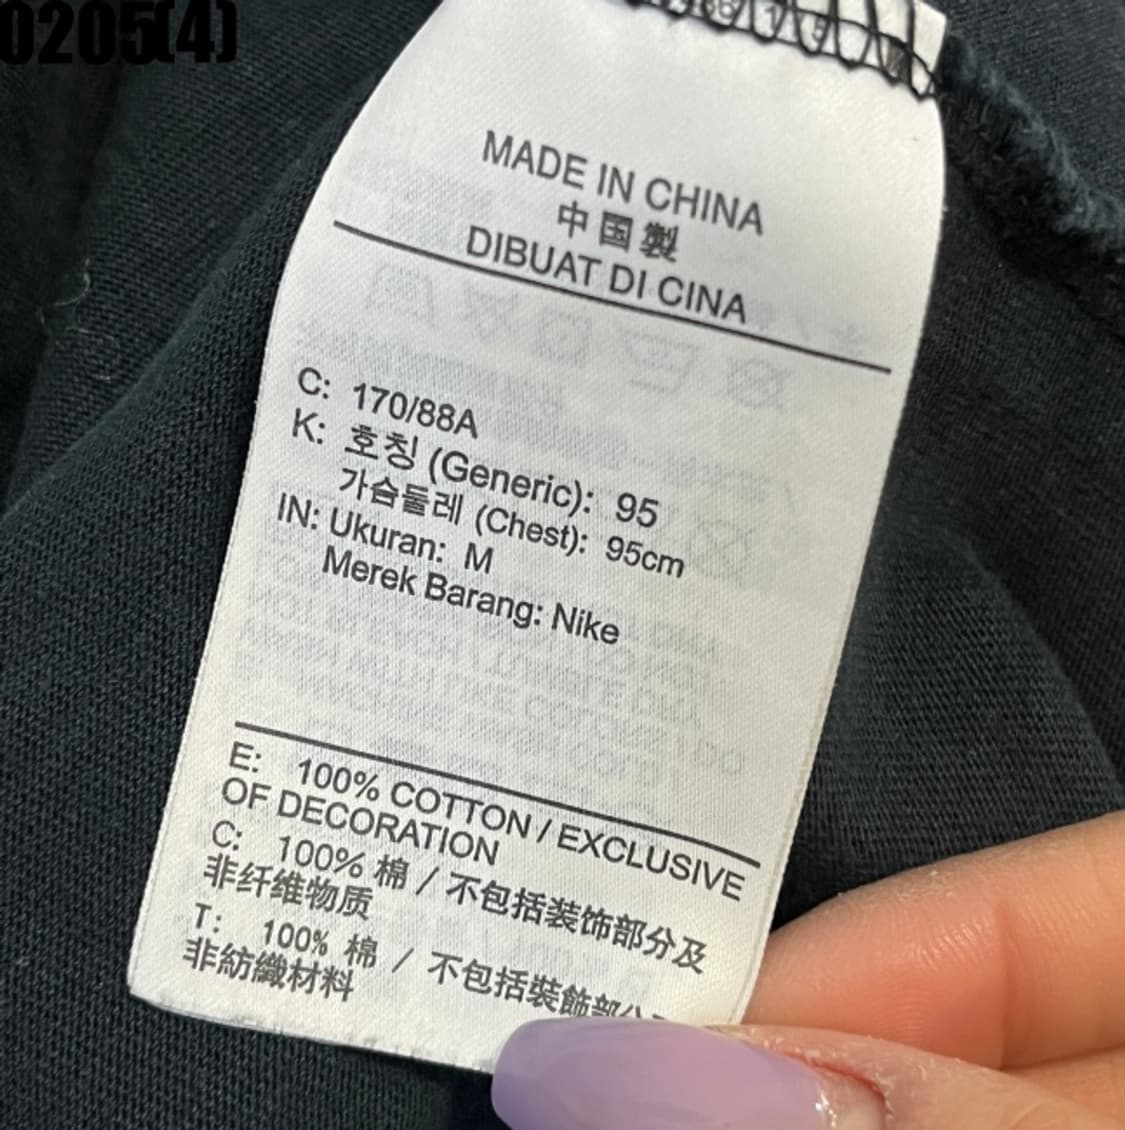 0205(4)
MADE IN CHINA
中国製
DIBUAT DI CINA
C: 170/88A
K: 호칭 (Generic): 95
가슴둘레 (Chest): 95cm
IN: Ukuran: M
Merek Barang: Nike
E: 100% COTTON / EXCLUSIVE
OF DECORATION
C: 100% 棉 / 不包括装饰部分及
非纤维物质
T: 100% 棉 / 不包括裝飾部分
非紡織材料